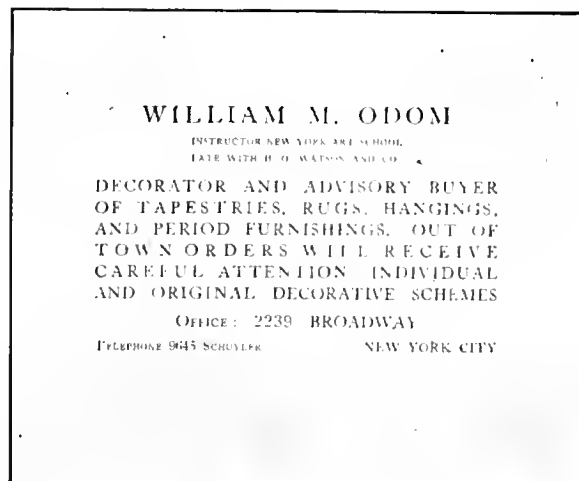 WILLIAM M. ODOM
INSTRUCTOR NEW YORK ART SCHOOL
LATE WITH H. O. WATSON AND CO.
DECORATOR AND ADVISORY BUYER
OF TAPESTRIES, RUGS, HANGINGS,
AND PERIOD FURNISHINGS. OUT OF
TOWN ORDERS WILL RECEIVE
CAREFUL ATTENTION INDIVIDUAL
AND ORIGINAL DECORATIVE SCHEMES
OFFICE: 2239 BROADWAY
TELEPHONE 9645 SCHUYLER NEW YORK CITY